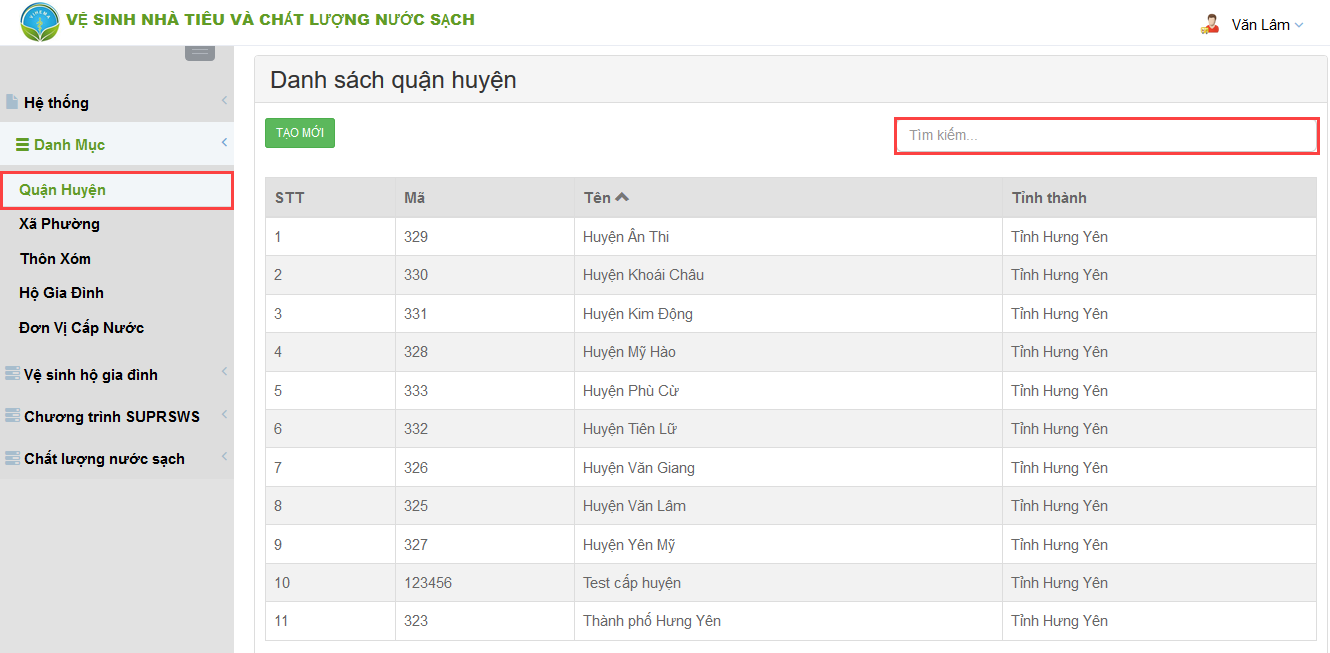 VỆ SINH NHÀ TIÊU VÀ CHẤT LƯỢNG NƯỚC SẠCH
Văn Lâm
Hệ thống
Danh Mục
Quận Huyện
Xã Phường
Thôn Xóm
Hộ Gia Đình
Đơn Vị Cấp Nước
Vệ sinh hộ gia đình
Chương trình SUPRSWS
Chất lượng nước sạch
Danh sách quận huyện
TẠO MỚI
Tìm kiếm...
STT Mã Tên Tỉnh thành
1 329 Huyện Ân Thi Tỉnh Hưng Yên
2 330 Huyện Khoái Châu Tỉnh Hưng Yên
3 331 Huyện Kim Động Tỉnh Hưng Yên
4 328 Huyện Mỹ Hào Tỉnh Hưng Yên
5 333 Huyện Phù Cừ Tỉnh Hưng Yên
6 332 Huyện Tiên Lữ Tỉnh Hưng Yên
7 326 Huyện Văn Giang Tỉnh Hưng Yên
8 325 Huyện Văn Lâm Tỉnh Hưng Yên
9 327 Huyện Yên Mỹ Tỉnh Hưng Yên
10 123456 Test cấp huyện Tỉnh Hưng Yên
11 323 Thành phố Hưng Yên Tỉnh Hưng Yên